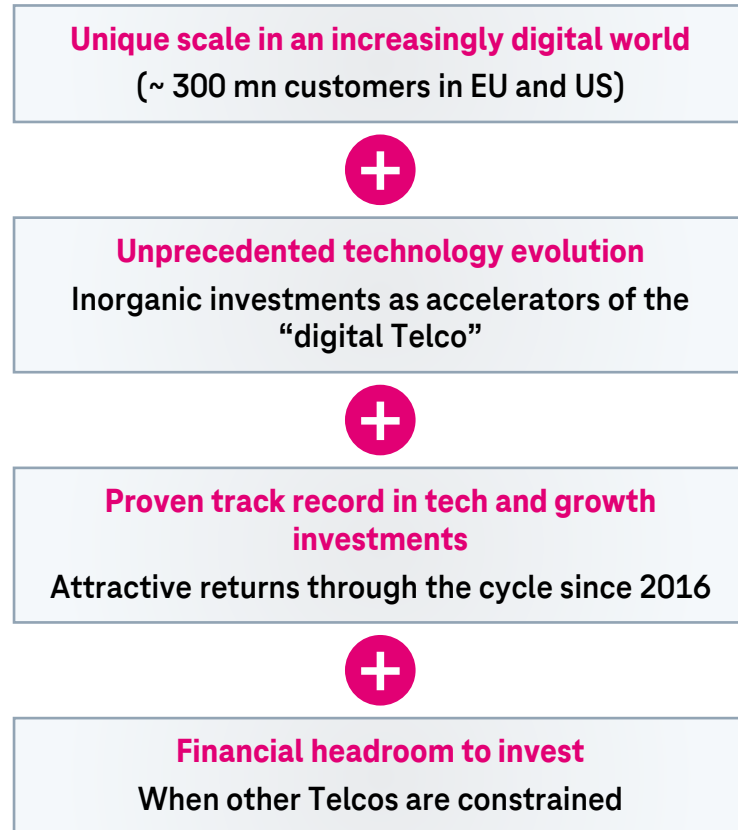 Unique scale in an increasingly digital world
(~ 300 mn customers in EU and US)
+
Unprecedented technology evolution
Inorganic investments as accelerators of the
“digital Telco”
+
Proven track record in tech and growth
investments
Attractive returns through the cycle since 2016
+
Financial headroom to invest
When other Telcos are constrained